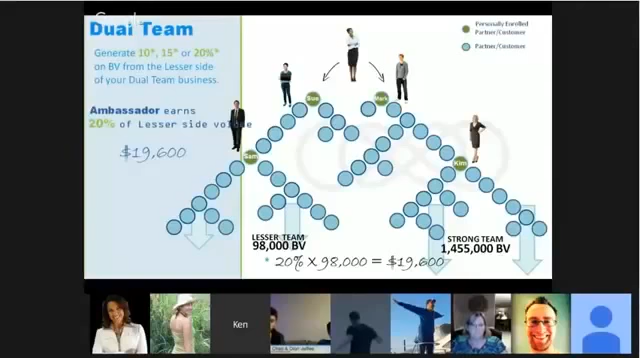 Google
Dual Team
Generate 10*, 15* or 20%*
on BV from the Lesser side
of your Dual Team business.
Ambassador earns
20% of Lesser side volume
$19,600
Personally Enrolled
Partner/Customer
Partner/Customer
Sue
Mark
Sam
Kim
LESSER TEAM
98,000 BV
STRONG TEAM
1,455,000 BV
* 20% X 98,000 = $19,600
Ken